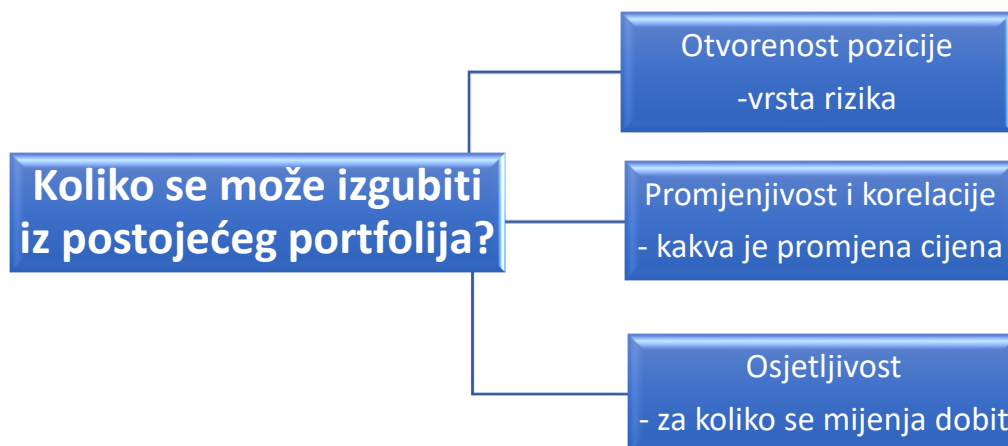 Otvorenost pozicije
-vrsta rizika
Koliko se može izgubiti
iz postojećeg portfolija?
Promjenjivost i korelacije
- kakva je promjena cijena
Osjetljivost
- za koliko se mijenja dobit